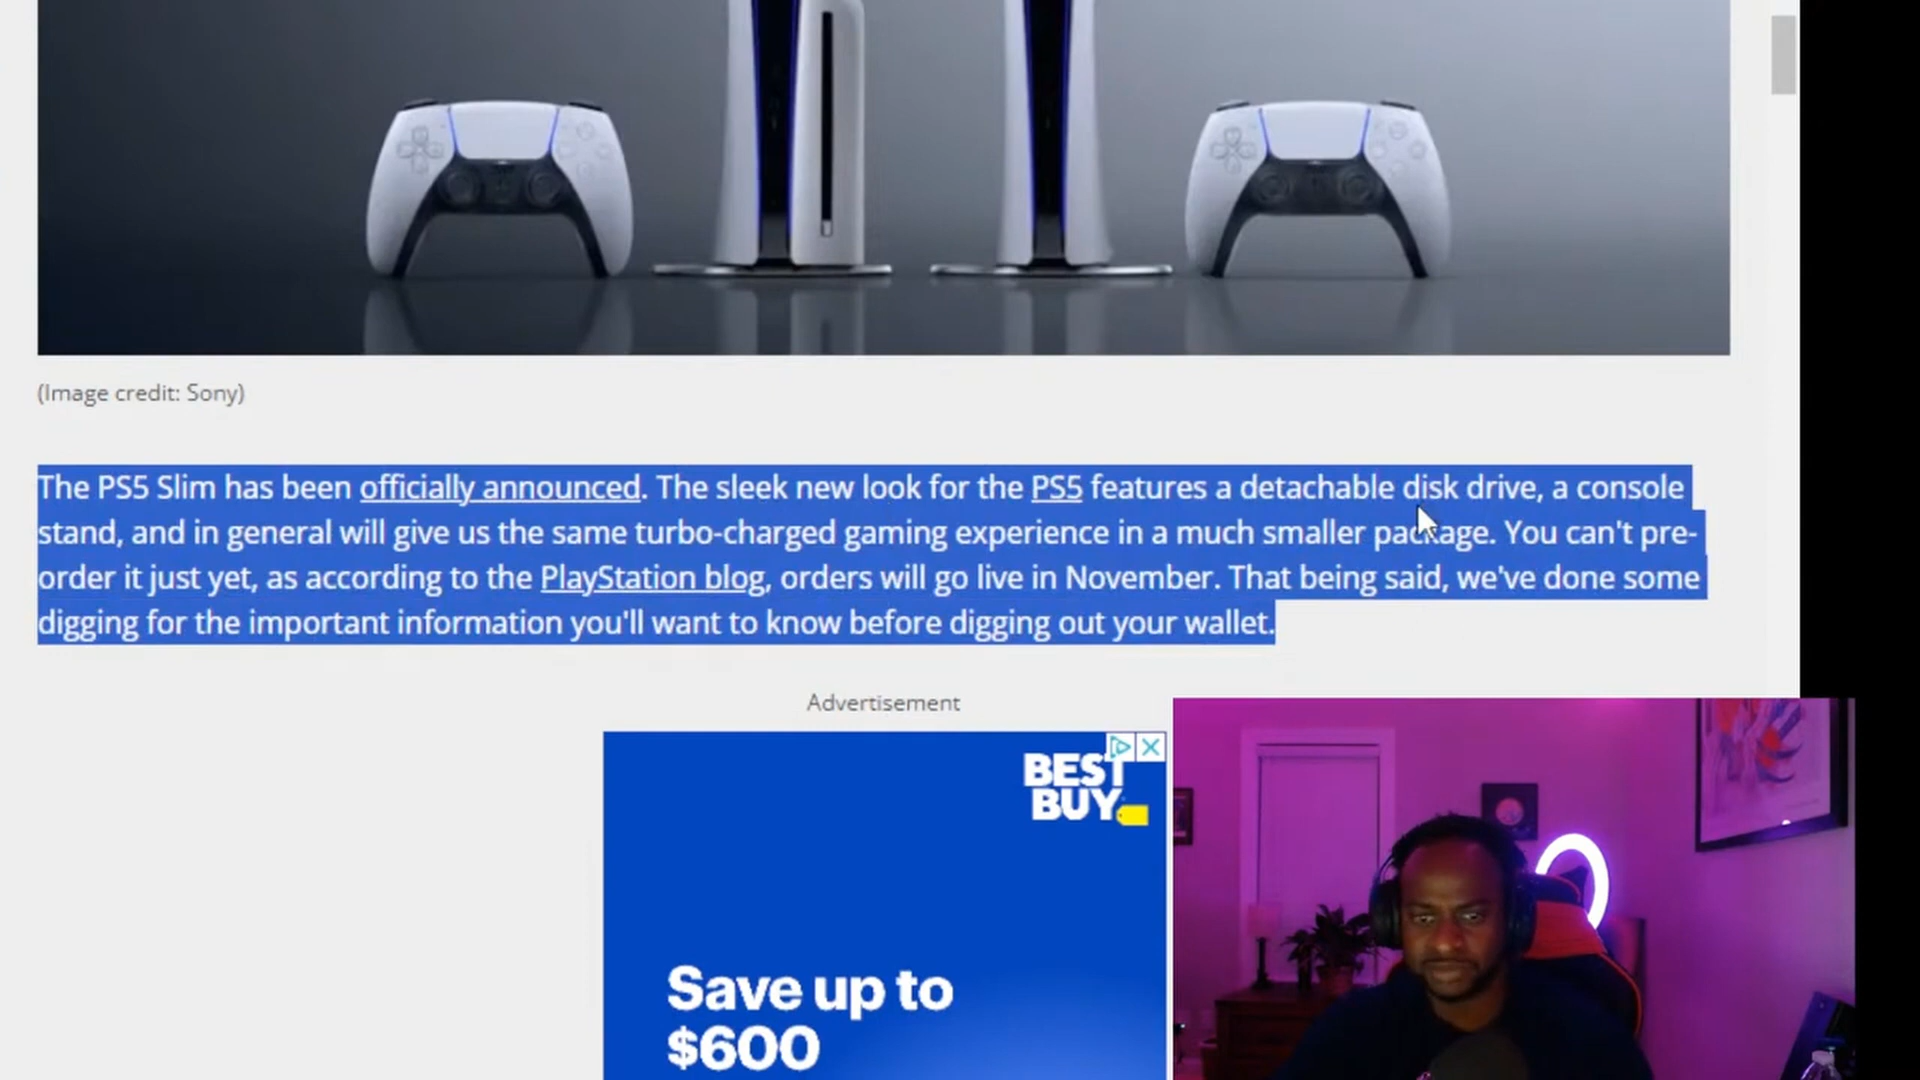 (Image credit: Sony)
The PS5 Slim has been officially announced. The sleek new look for the PS5 features a detachable disk drive, a console
stand, and in general will give us the same turbo-charged gaming experience in a much smaller package. You can't pre-
order it just yet, as according to the PlayStation blog, orders will go live in November. That being said, we've done some
digging for the important information you'll want to know before digging out your wallet.
Advertisement
BEST
BUY
Save up to
$600